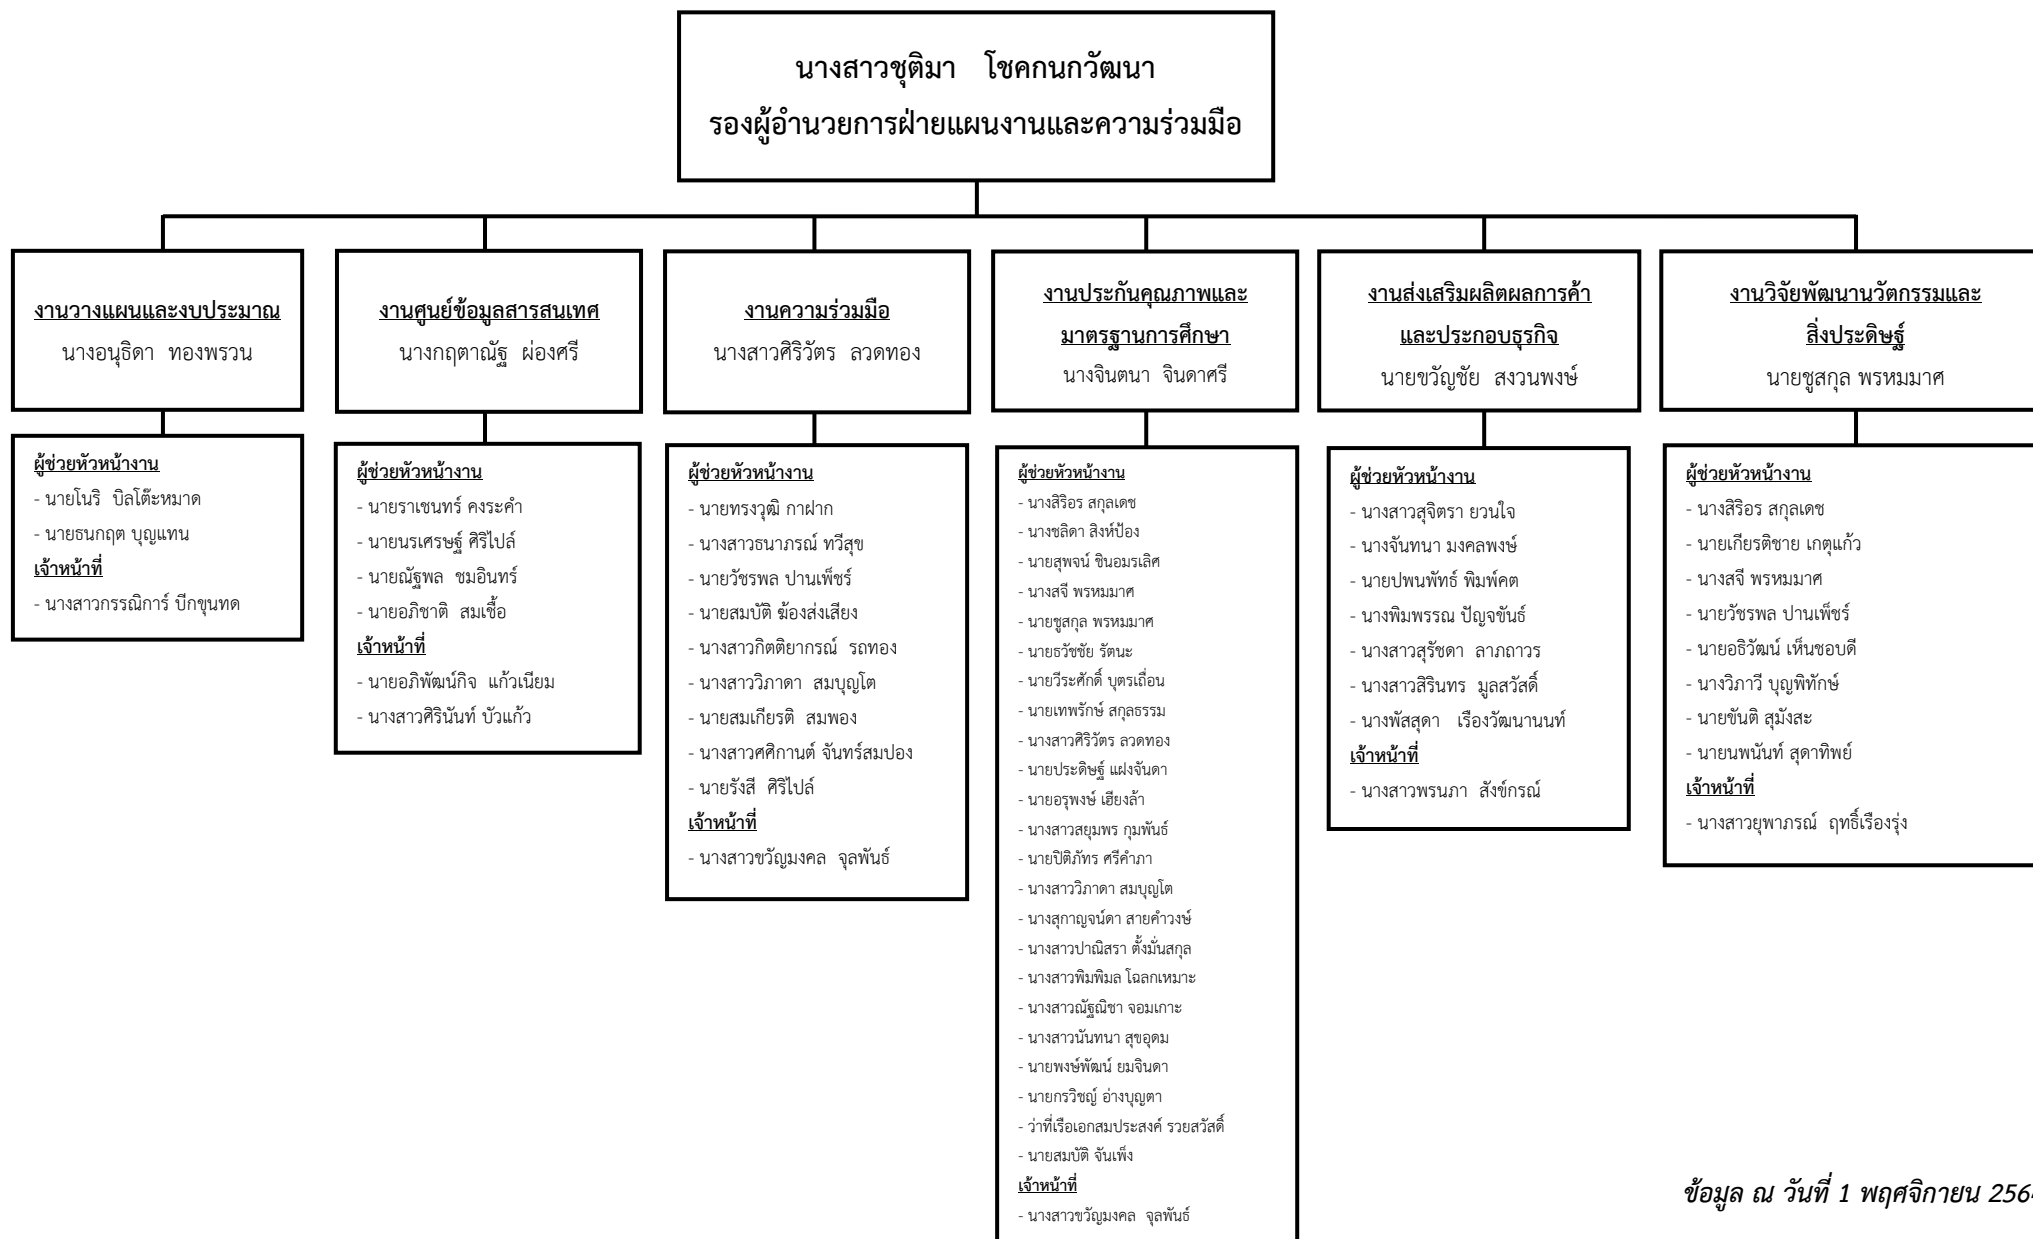 นางสาวชุติมา โชคกนกวัฒนา
รองผู้อำนวยการฝ่ายแผนงานและความร่วมมือ
งานวางแผนและงบประมาณ
นางอนุธิดา ทองพรวน
ผู้ช่วยหัวหน้างาน
- นายโนริ บิลโต๊ะหมาด
- นายธนกฤต บุญแทน
เจ้าหน้าที่
- นางสาวกรรณิการ์ บีกขุนทด
งานศูนย์ข้อมูลสารสนเทศ
นางกฤตาณัฐ ผ่องศรี
ผู้ช่วยหัวหน้างาน
- นายราเชนทร์ คงระคำ
- นายนรเศรษฐ์ ศิริไปล์
- นายณัฐพล ชมอินทร์
- นายอภิชาติ สมเชื้อ
เจ้าหน้าที่
- นายอภิพัฒน์กิจ แก้วเนียม
- นางสาวศิรินันท์ บัวแก้ว
งานความร่วมมือ
นางสาวศิริวัตร ลวดทอง
ผู้ช่วยหัวหน้างาน
- นายทรงวุฒิ กาฝาก
- นางสาวธนาภรณ์ ทวีสุข
- นายวัชรพล ปานเพ็ชร์
- นายสมบัติ ฆ้องส่งเสียง
- นางสาวกิตติยากรณ์ รถทอง
- นางสาววิภาดา สมบุญโต
- นายสมเกียรติ สมพอง
- นางสาวศศิกานต์ จันทร์สมปอง
- นายรังสี ศิริไปล์
เจ้าหน้าที่
- นางสาวขวัญมงคล จุลพันธ์
งานประกันคุณภาพและ
มาตรฐานการศึกษา
นางจินตนา จินดาศรี
ผู้ช่วยหัวหน้างาน
- นางสิริอร สกุลเดช
- นางชลิดา สิงห์ป้อง
- นายสุพจน์ ชินอมรเลิศ
- นางสจี พรหมมาศ
- นายชูสกุล พรหมมาศ
- นายธวัชชัย รัตนะ
- นายวีระศักดิ์ บุตรเถื่อน
- นายเทพรักษ์ สกุลธรรม
- นางสาวศิริวัตร ลวดทอง
- นายประดิษฐ์ แฝงจันดา
- นายอรุพงษ์ เฮียงล้า
- นางสาวสยุมพร กุมพันธ์
- นายปิติภัทร ศรีคำภา
- นางสาววิภาดา สมบุญโต
- นางสุกาญจน์ดา สายคำวงษ์
- นางสาวปาณิสรา ตั้งมั่นสกุล
- นางสาวพิมพิมล โฉลกเหมาะ
- นางสาวณัฐณิชา จอมเกาะ
- นางสาวนันทนา สุขอุดม
- นายพงษ์พัฒน์ ยมจินดา
- นายกรวิชญ์ อ่างบุญตา
- ว่าที่เรือเอกสมประสงค์ รวยสวัสดิ์
- นายสมบัติ จันเพ็ง
เจ้าหน้าที่
- นางสาวขวัญมงคล จุลพันธ์
งานส่งเสริมผลิตผลการค้า
และประกอบธุรกิจ
นายขวัญชัย สงวนพงษ์
ผู้ช่วยหัวหน้างาน
- นางสาวสุจิตรา ยวนใจ
- นางจันทนา มงคลพงษ์
- นายปพนพัทธ์ พิมพ์คต
- นางพิมพรรณ ปัญจขันธ์
- นางสาวสุรัชดา ลาภถาวร
- นางสาวสิรินทร มูลสวัสดิ์
- นางพัสสุดา เรืองวัฒนานนท์
เจ้าหน้าที่
- นางสาวพรนภา สังข์กรณ์
งานวิจัยพัฒนานวัตกรรมและ
สิ่งประดิษฐ์
นายชูสกุล พรหมมาศ
ผู้ช่วยหัวหน้างาน
- นางสิริอร สกุลเดช
- นายเกียรติชาย เกตุแก้ว
- นางสจี พรหมมาศ
- นายวัชรพล ปานเพ็ชร์
- นายอธิวัฒน์ เห็นชอบดี
- นางวิภาวี บุญพิทักษ์
- นายขันติ สุมังสะ
- นายนพนันท์ สุดาทิพย์
เจ้าหน้าที่
- นางสาวยุพาภรณ์ ฤทธิ์เรืองรุ่ง
ข้อมูล ณ วันที่ 1 พฤศจิกายน 2564